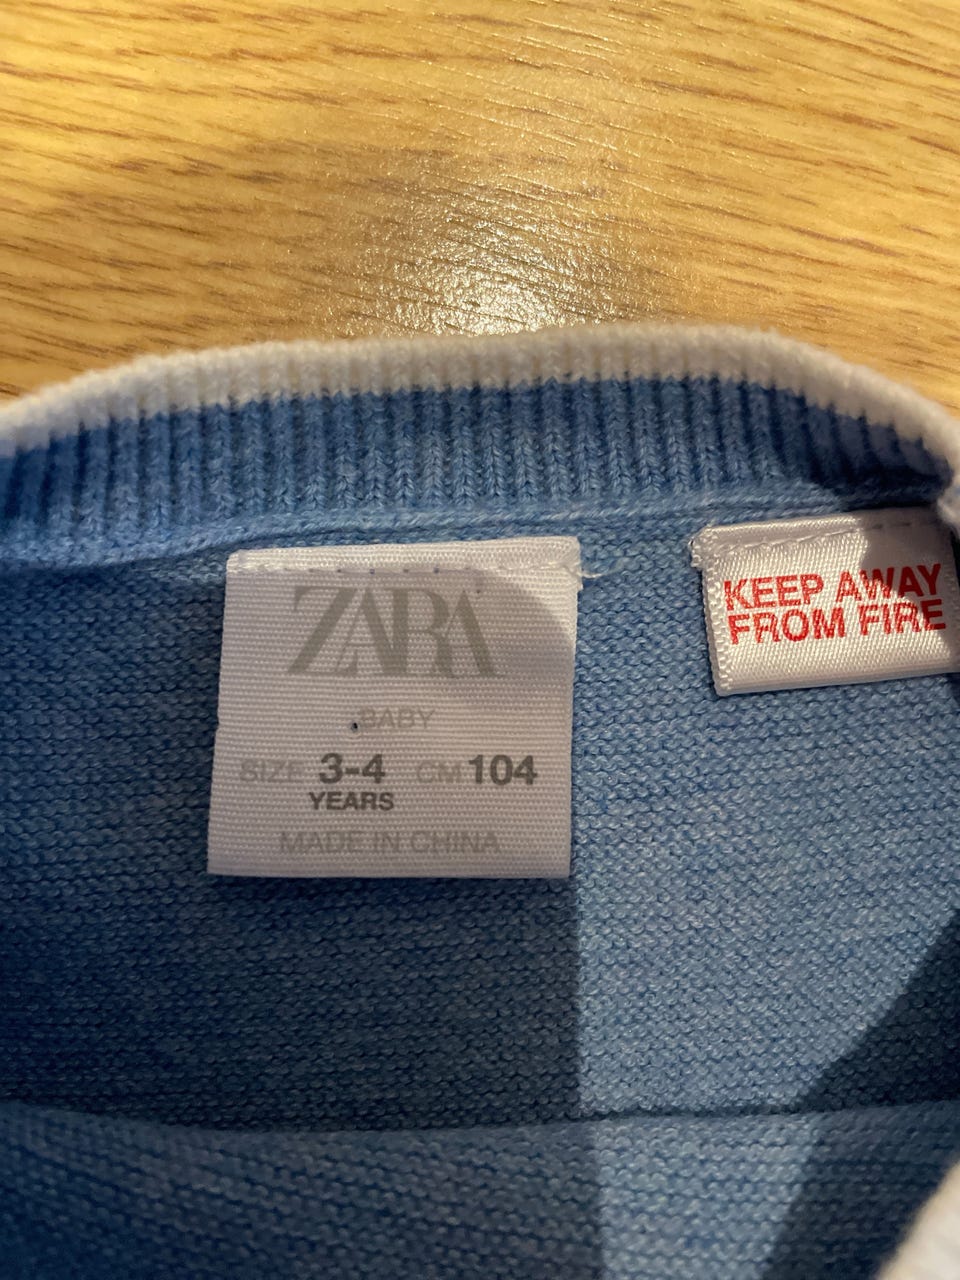 ZARA
BABY
SIZE 3-4 CM 104
YEARS
MADE IN CHINA
KEEP AWAY
FROM FIRE